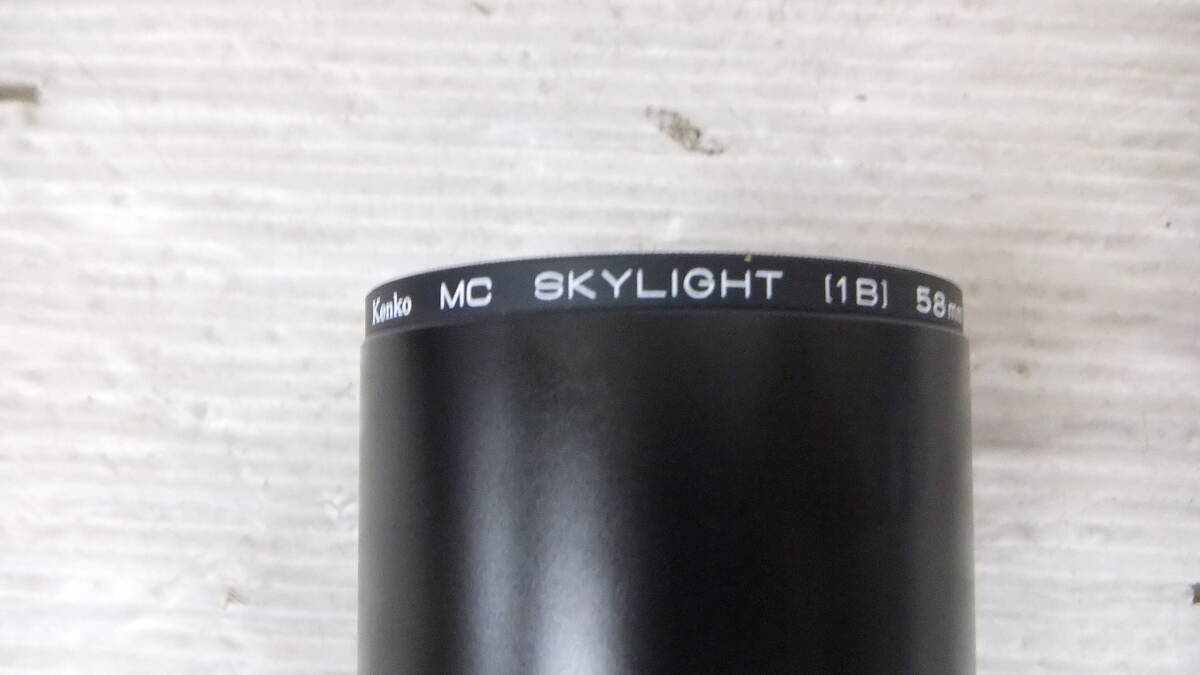 Kenko MC SKYLIGHT [1B] 58mm